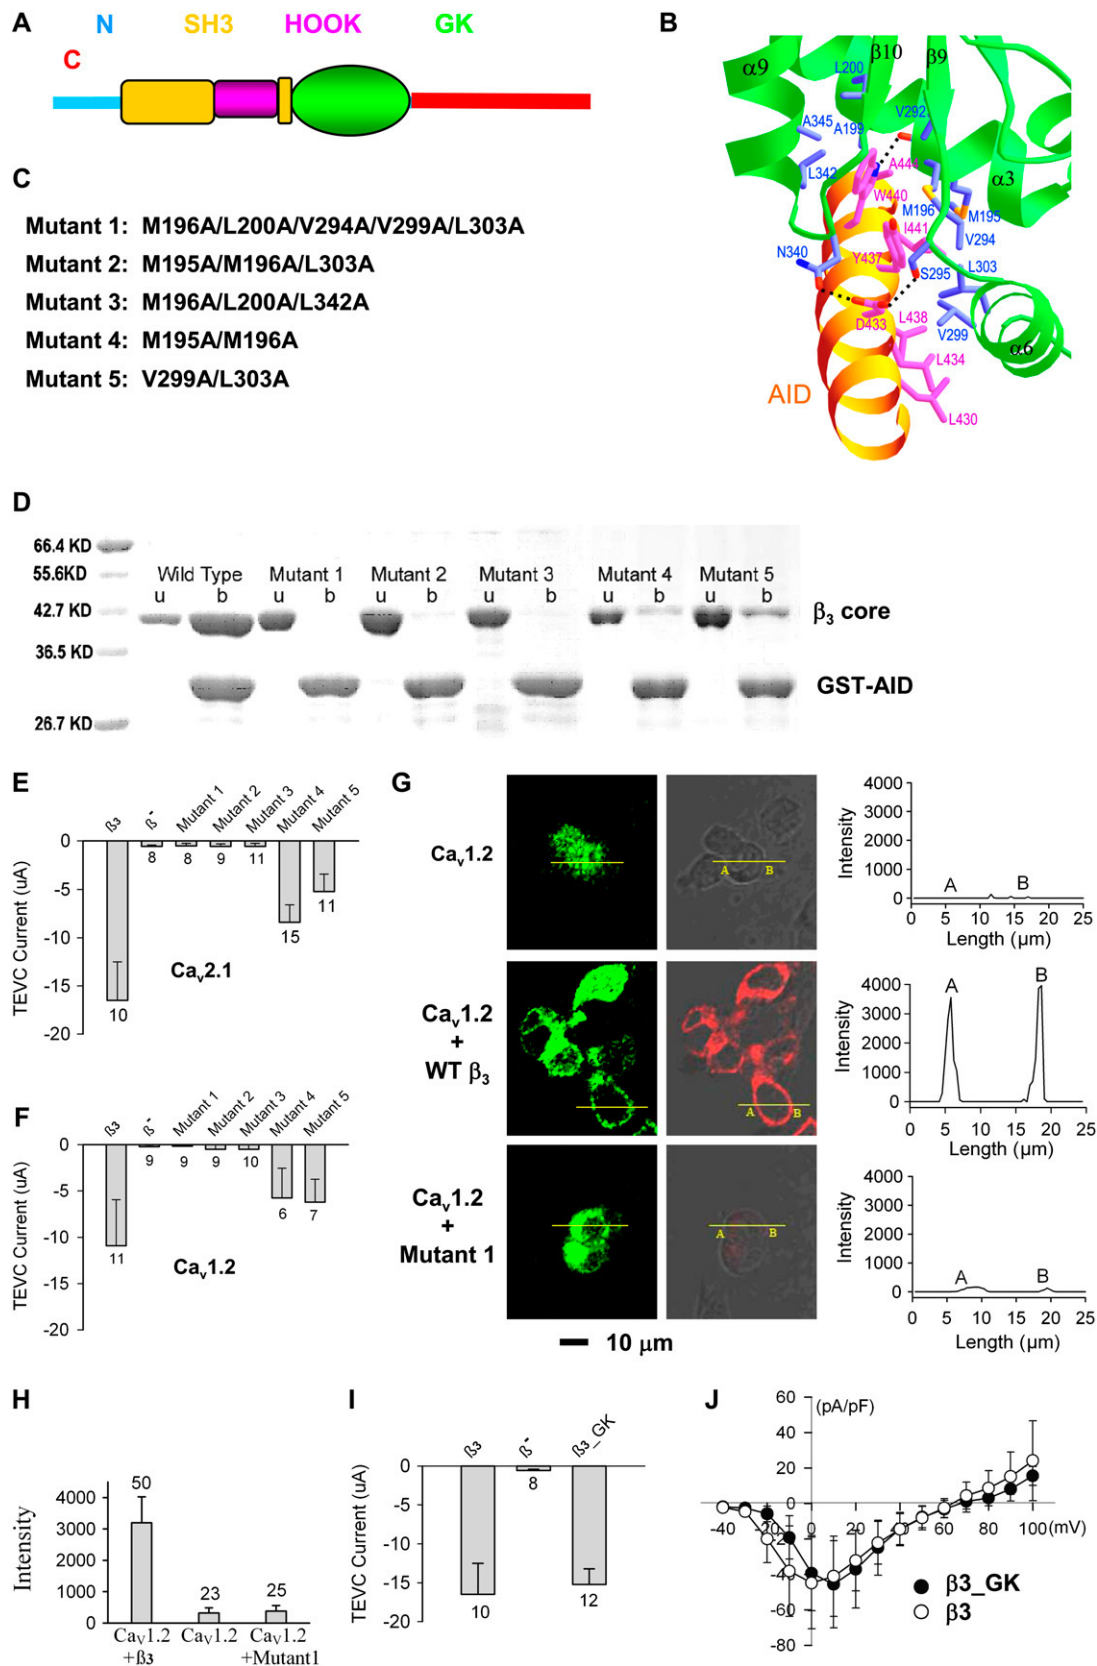 A
N SH3 HOOK GK
C
B
α9
β10
β9
L200
V292
A345
A199
L342
A444
W440
α3
M196
M195
I441
V294
N340
Y437
S295
L303
D433
L438
V299
α6
L434
AID
L430
C
Mutant 1: M196A/L200A/V294A/V299A/L303A
Mutant 2: M195A/M196A/L303A
Mutant 3: M196A/L200A/L342A
Mutant 4: M195A/M196A
Mutant 5: V299A/L303A
D
66.4 KD
55.6KD
42.7 KD
36.5 KD
26.7 KD
Wild Type Mutant 1 Mutant 2 Mutant 3 Mutant 4 Mutant 5
u b u b u b u b u b u b
β3 core
GST-AID
E
β3 β- Mutant 1 Mutant 2 Mutant 3 Mutant 4 Mutant 5
TEVC Current (uA)
0
-5
-10
-15
-20
10 8 8 9 11 15 11
Cav2.1
F
β3 β- Mutant 1 Mutant 2 Mutant 3 Mutant 4 Mutant 5
TEVC Current (uA)
0
-5
-10
-15
-20
11 9 9 9 10 6 7
Cav1.2
G
Cav1.2
A B
Intensity
4000
3000
2000
1000
0
A B
0 5 10 15 20 25
Length (µm)
Cav1.2
+
WT β3
A B
Intensity
4000
3000
2000
1000
0
A B
0 5 10 15 20 25
Length (µm)
Cav1.2
+
Mutant 1
A B
Intensity
4000
3000
2000
1000
0
A B
0 5 10 15 20 25
Length (µm)
10 µm
H
Intensity
4000
3000
2000
1000
0
50 23 25
CaV1.2 CaV1.2 CaV1.2
+β3 +Mutant1
I
β3 β- β3_GK
TEVC Current (uA)
0
-5
-10
-15
-20
10 8 12
J
(pA/pF)
60
40
20
0
-40
-60
-80
-40 -20 0 20 40 60 80 100 (mV)
β3_GK
β3